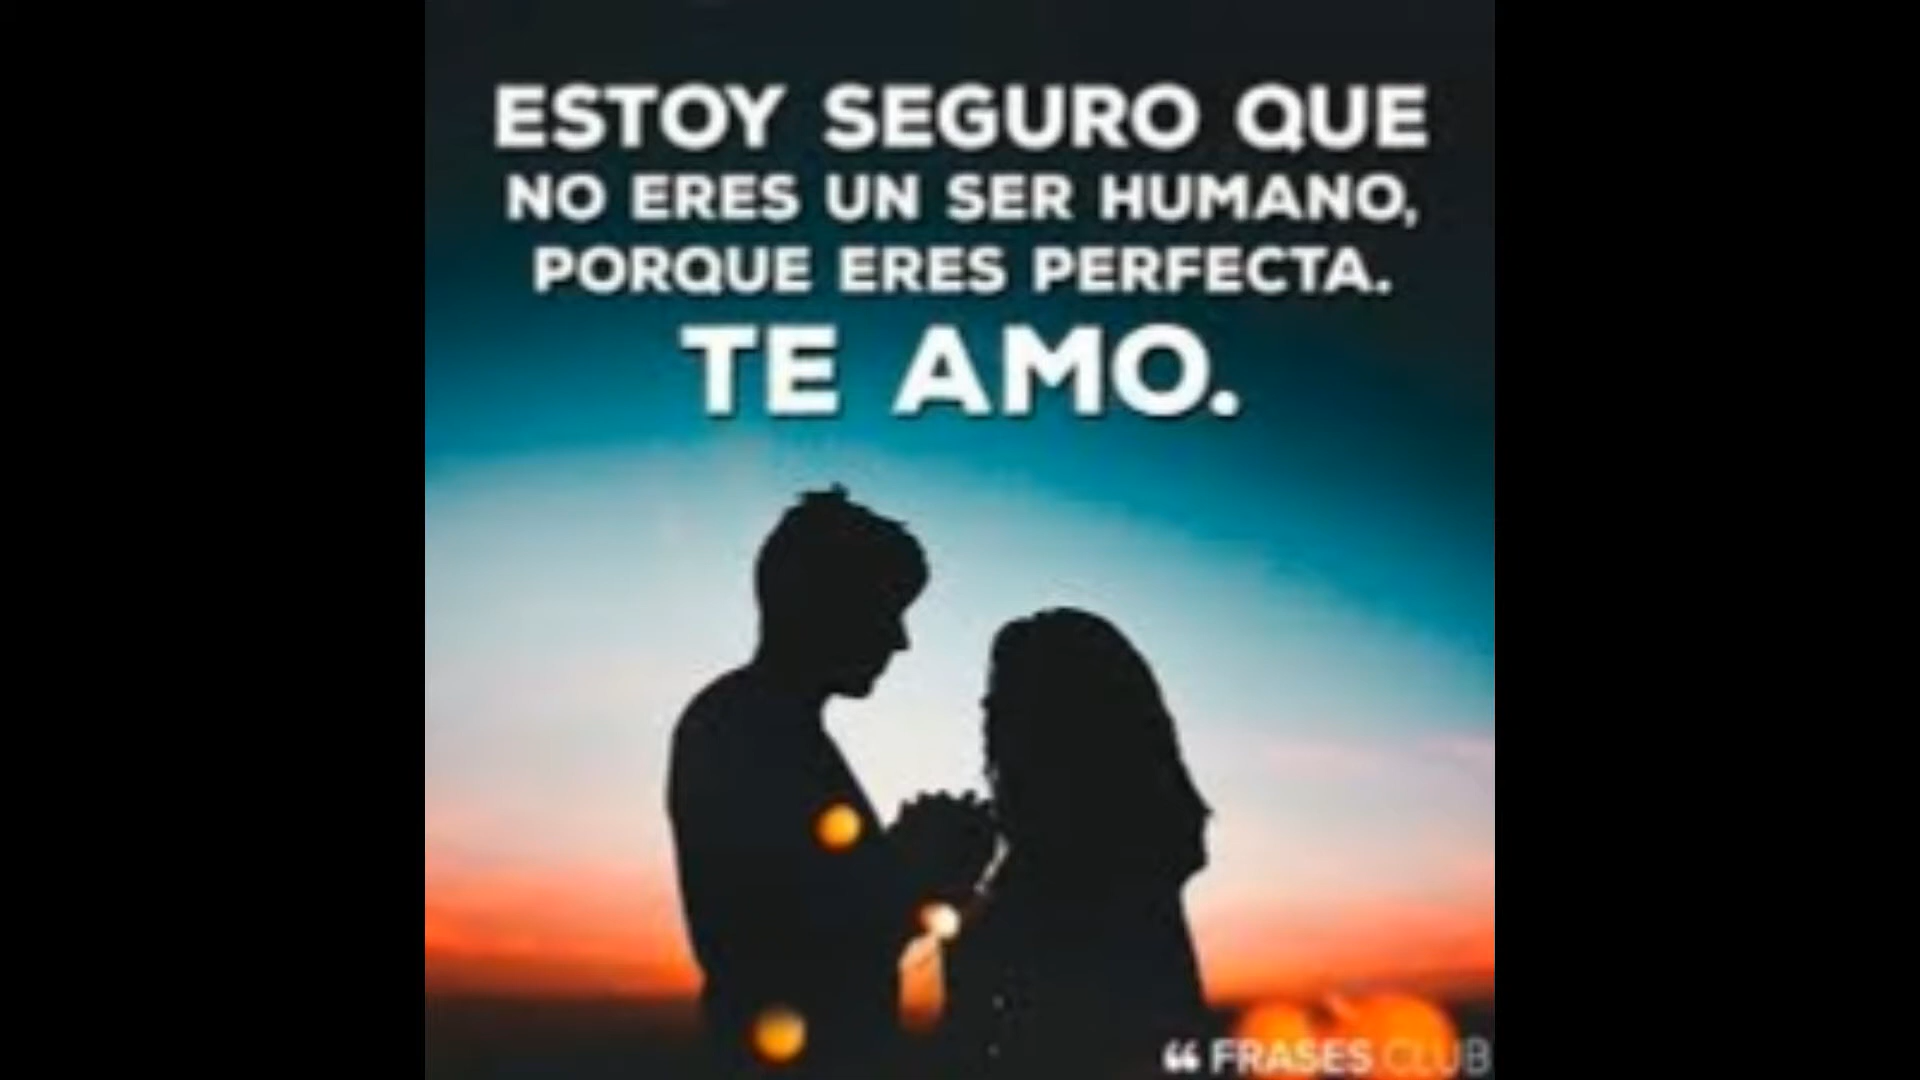 ESTOY SEGURO QUE
NO ERES UN SER HUMANO,
PORQUE ERES PERFECTA.
TE AMO.
❝ FRASES.CLUB